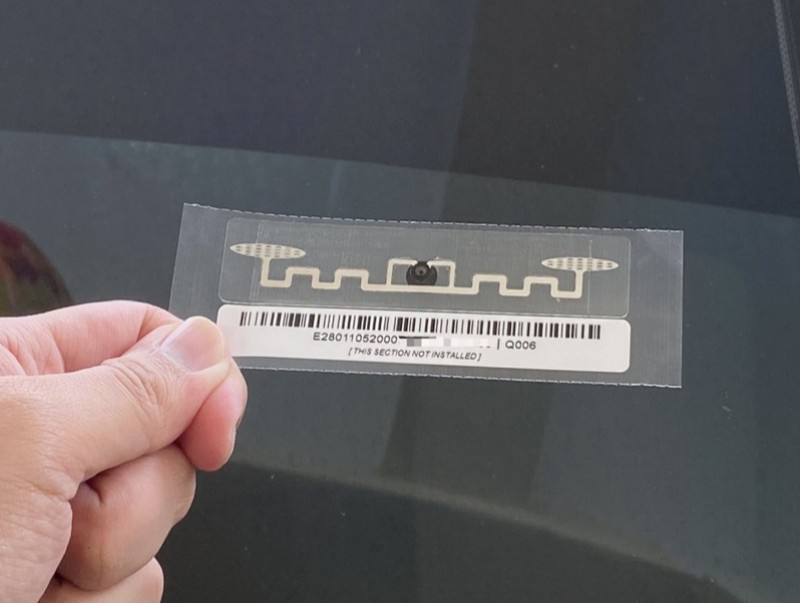 E28011052000 | Q006
[ THIS SECTION NOT INSTALLED ]